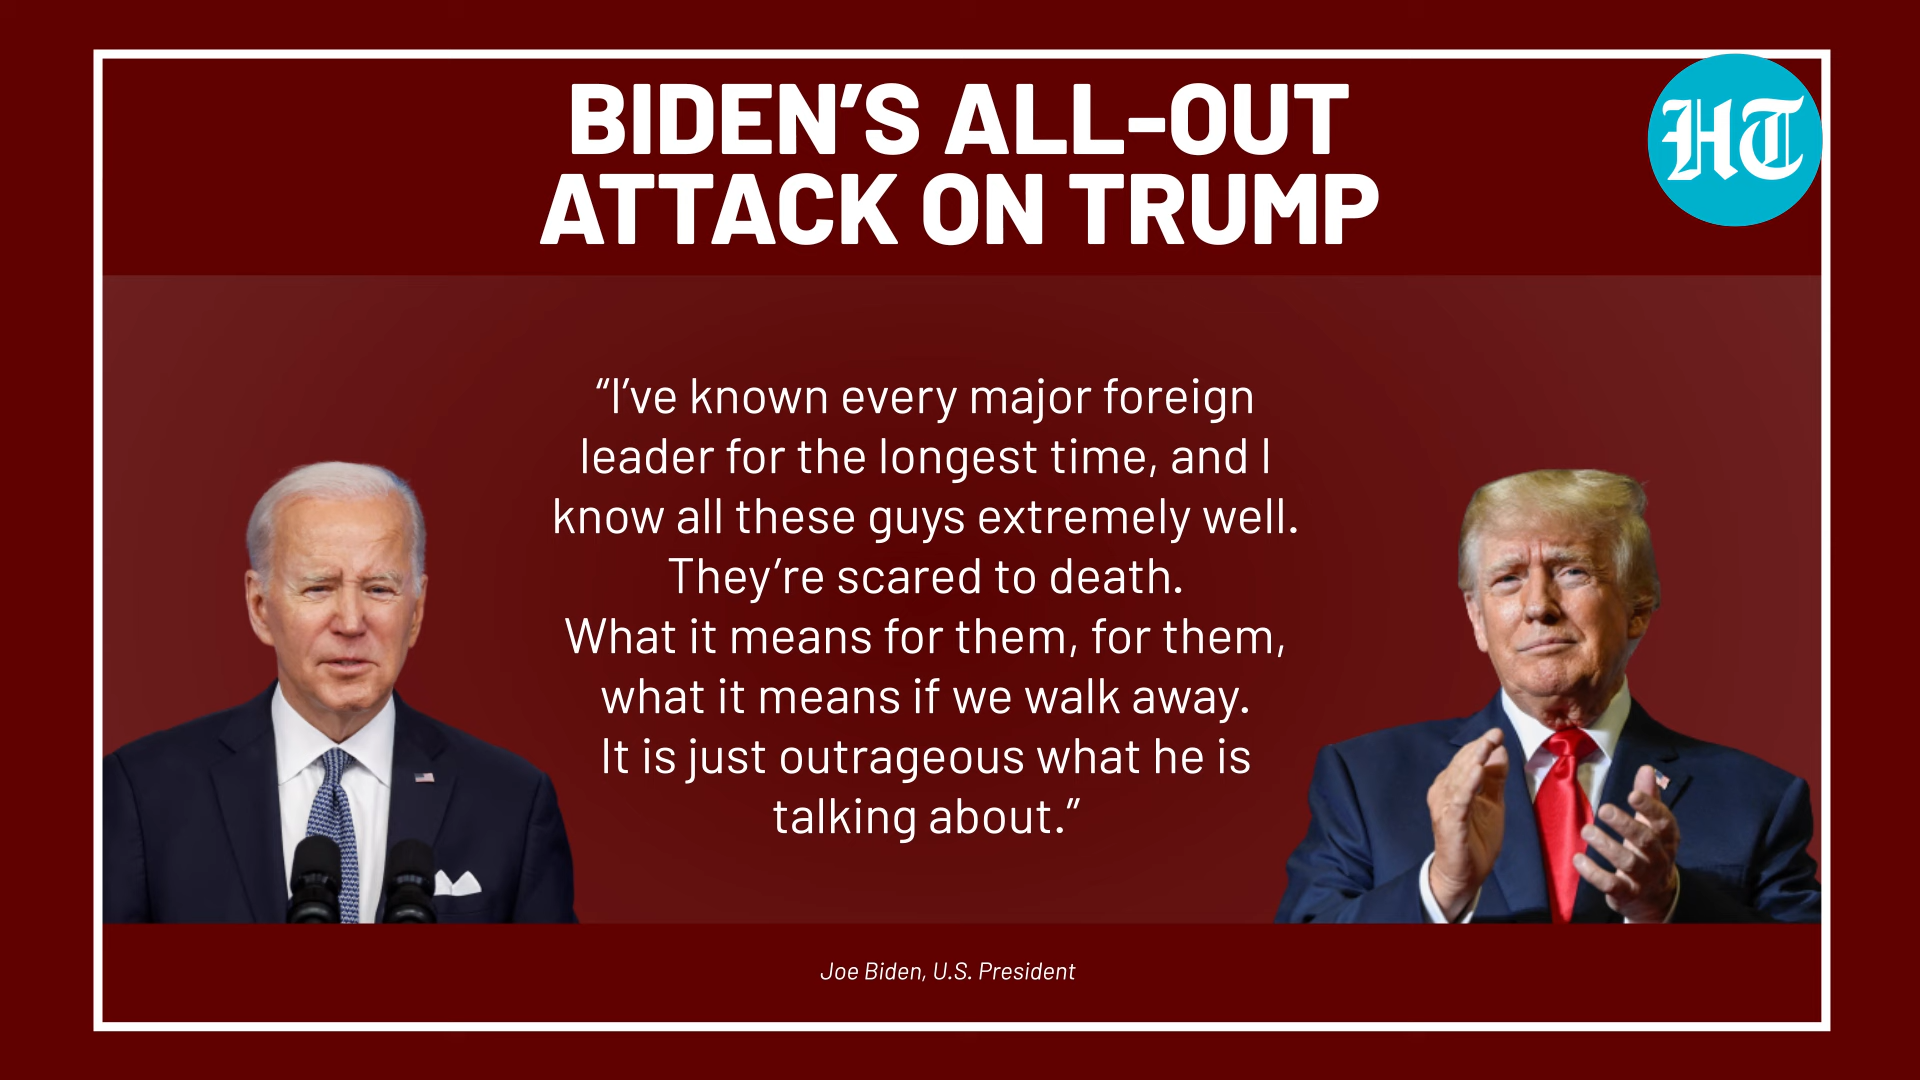 BIDEN’S ALL-OUT
ATTACK ON TRUMP
HT
“I’ve known every major foreign
leader for the longest time, and I
know all these guys extremely well.
They’re scared to death.
What it means for them, for them,
what it means if we walk away.
It is just outrageous what he is
talking about.”
Joe Biden, U.S. President